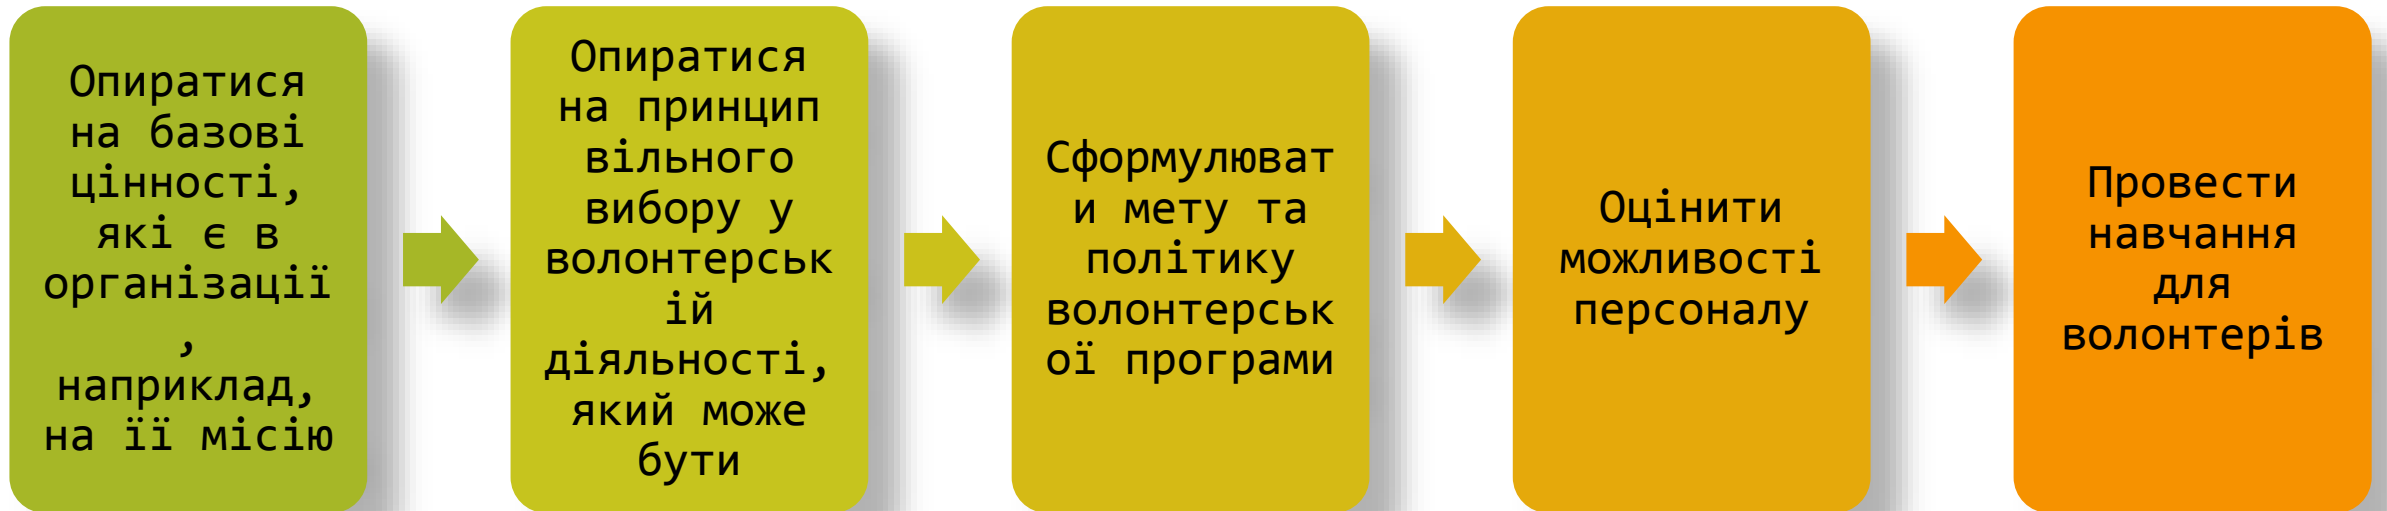 Опиратися
на базові
цінності,
які є в
організації
,
наприклад,
на її місію
Опиратися
на принцип
вільного
вибору у
волонтерськ
ій
діяльності,
який може
бути
Сформулюват
и мету та
політику
волонтерськ
ої програми
Оцінити
можливості
персоналу
Провести
навчання
для
волонтерів